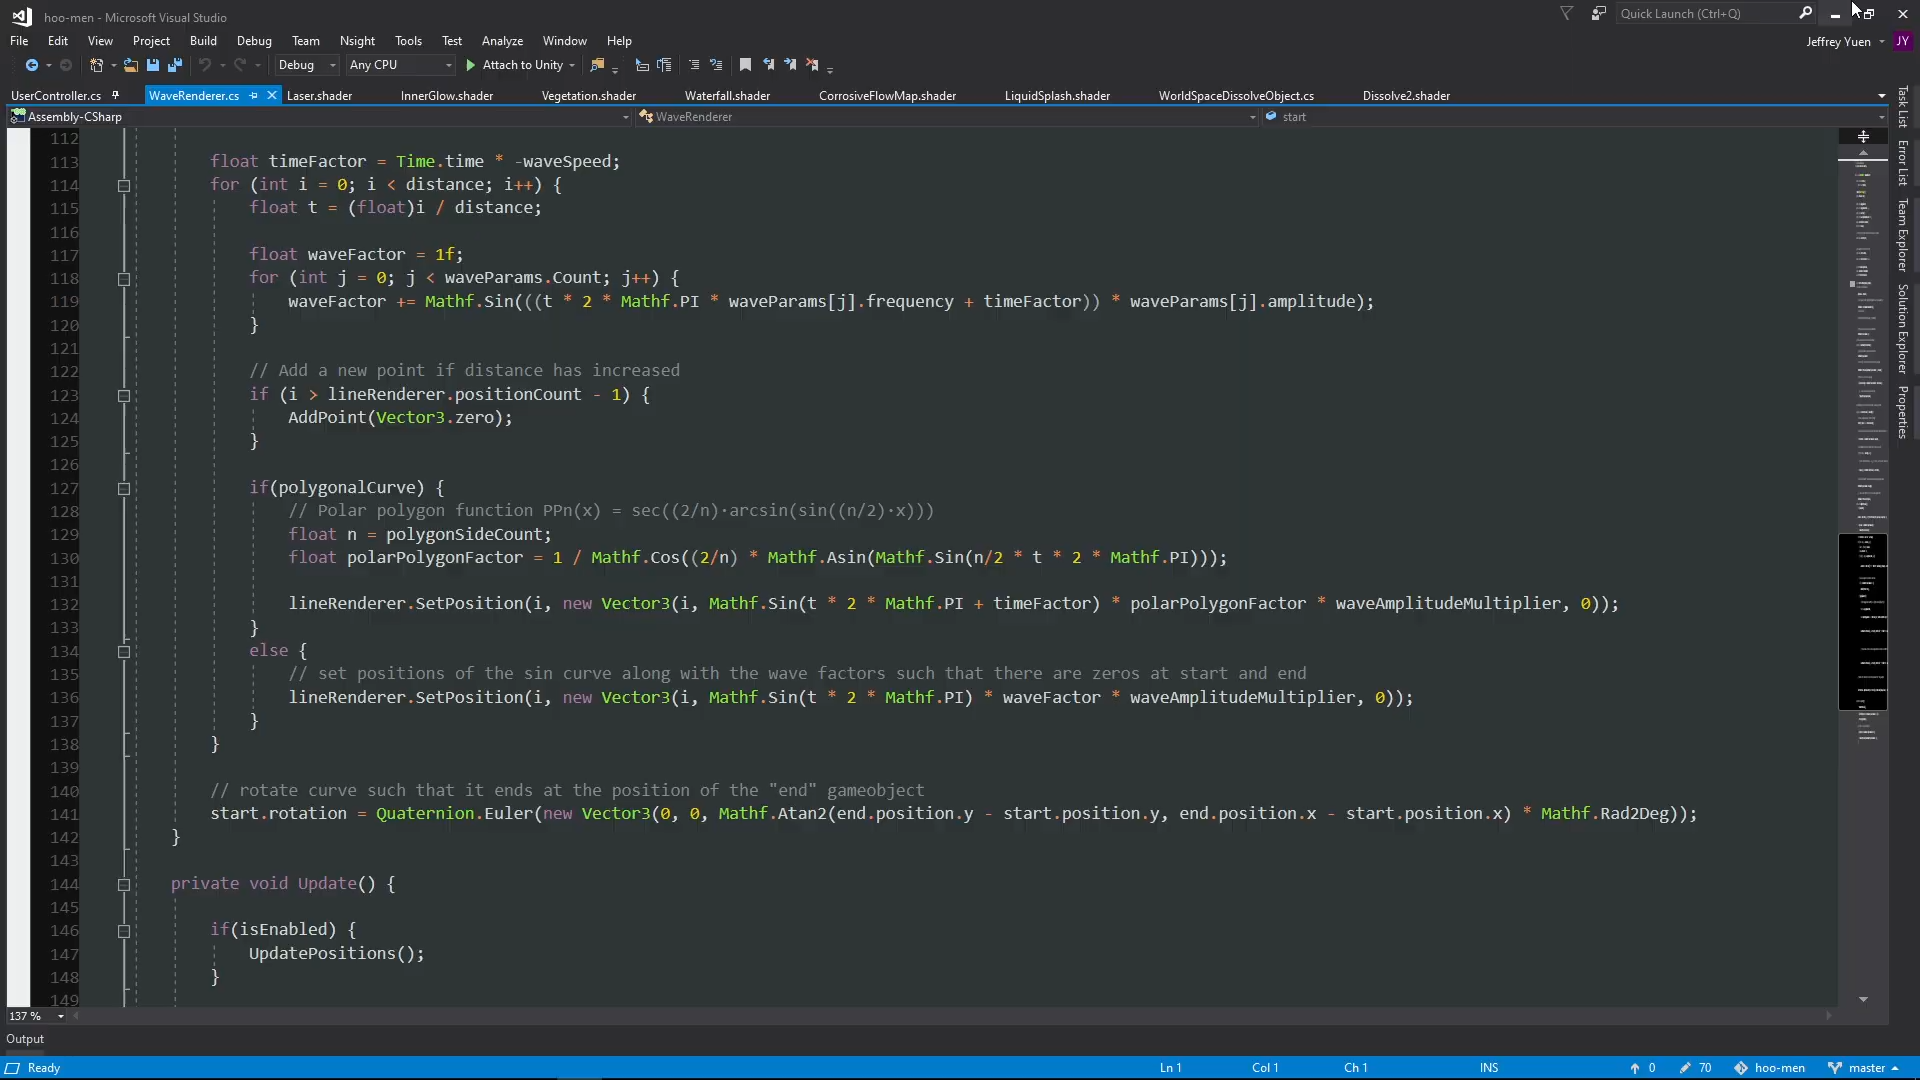 hoo-men - Microsoft Visual Studio
Quick Launch (Ctrl+Q)
File Edit View Project Build Debug Team Nsight Tools Test Analyze Window Help
Jeffrey Yuen JY
Debug Any CPU Attach to Unity
UserController.cs WaveRenderer.cs Laser.shader InnerGlow.shader Vegetation.shader Waterfall.shader CorrosiveFlowMap.shader LiquidSplash.shader WorldSpaceDissolveObject.cs Dissolve2.shader
Assembly-CSharp WaveRenderer start
112
113 float timeFactor = Time.time * -waveSpeed;
114 for (int i = 0; i < distance; i++) {
115 float t = (float)i / distance;
116
117 float waveFactor = 1f;
118 for (int j = 0; j < waveParams.Count; j++) {
119 waveFactor += Mathf.Sin(((t * 2 * Mathf.PI * waveParams[j].frequency + timeFactor)) * waveParams[j].amplitude);
120 }
121
122 // Add a new point if distance has increased
123 if (i > lineRenderer.positionCount - 1) {
124 AddPoint(Vector3.zero);
125 }
126
127 if(polygonalCurve) {
128 // Polar polygon function PPn(x) = sec((2/n)·arcsin(sin((n/2)·x)))
129 float n = polygonSideCount;
130 float polarPolygonFactor = 1 / Mathf.Cos((2/n) * Mathf.Asin(Mathf.Sin(n/2 * t * 2 * Mathf.PI)));
131
132 lineRenderer.SetPosition(i, new Vector3(i, Mathf.Sin(t * 2 * Mathf.PI + timeFactor) * polarPolygonFactor * waveAmplitudeMultiplier, 0));
133 }
134 else {
135 // set positions of the sin curve along with the wave factors such that there are zeros at start and end
136 lineRenderer.SetPosition(i, new Vector3(i, Mathf.Sin(t * 2 * Mathf.PI) * waveFactor * waveAmplitudeMultiplier, 0));
137 }
138 }
139
140 // rotate curve such that it ends at the position of the "end" gameobject
141 start.rotation = Quaternion.Euler(new Vector3(0, 0, Mathf.Atan2(end.position.y - start.position.y, end.position.x - start.position.x) * Mathf.Rad2Deg));
142 }
143
144 private void Update() {
145
146 if(isEnabled) {
147 UpdatePositions();
148 }
149
Task List
Error List
Team Explorer
Solution Explorer
Properties
137 %
Output
Ready Ln 1 Col 1 Ch 1 INS 0 70 hoo-men master